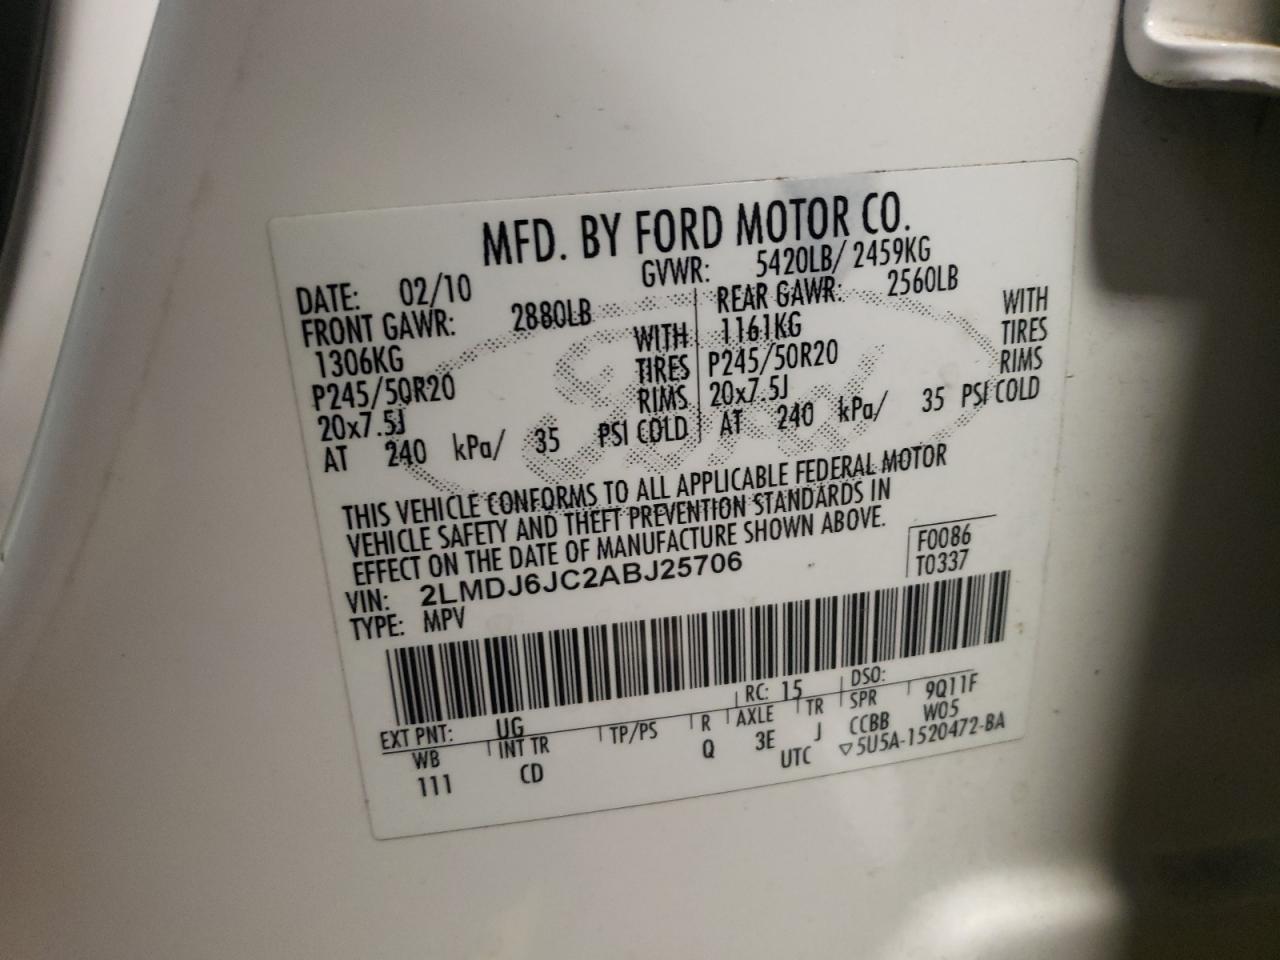 MFD. BY FORD MOTOR CO.
DATE: 02/10 GVWR: 5420LB/ 2459KG
FRONT GAWR: 2880LB REAR GAWR: 2560LB
1306KG WITH 1161KG WITH
P245/50R20 TIRES P245/50R20 TIRES
20x7.5J RIMS 20x7.5J RIMS
AT 240 kPa/ 35 PSI COLD AT 240 kPa/ 35 PSI COLD
THIS VEHICLE CONFORMS TO ALL APPLICABLE FEDERAL MOTOR
VEHICLE SAFETY AND THEFT PREVENTION STANDARDS IN
EFFECT ON THE DATE OF MANUFACTURE SHOWN ABOVE.
VIN: 2LMDJ6JC2ABJ25706 F0086
TYPE: MPV T0337
EXT PNT: UG RC: 15 DSO:
WB INT TR TP/PS R AXLE TR SPR 9Q11F
111 CD Q 3E J CCBB W05
UTC ▽5U5A-1520472-BA
Ford